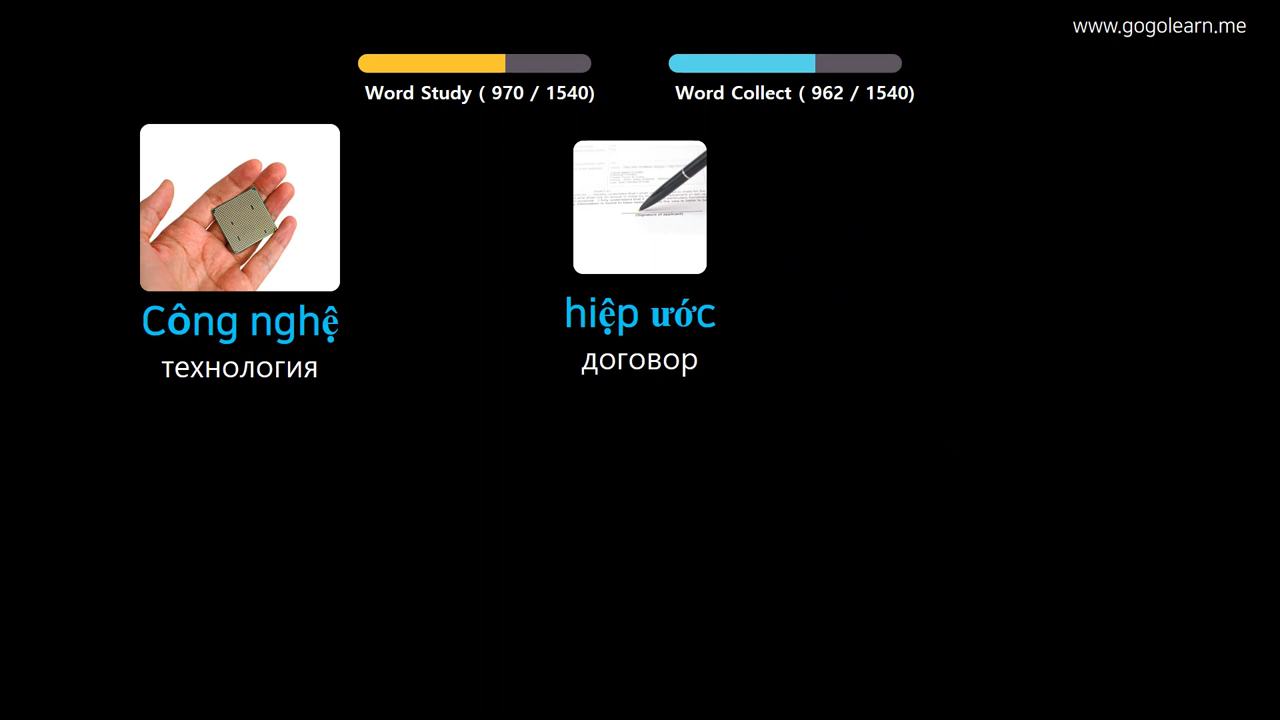 www.gogolearn.me
Word Study ( 970 / 1540)
Word Collect ( 962 / 1540)
Công nghệ
технология
hiệp ước
договор